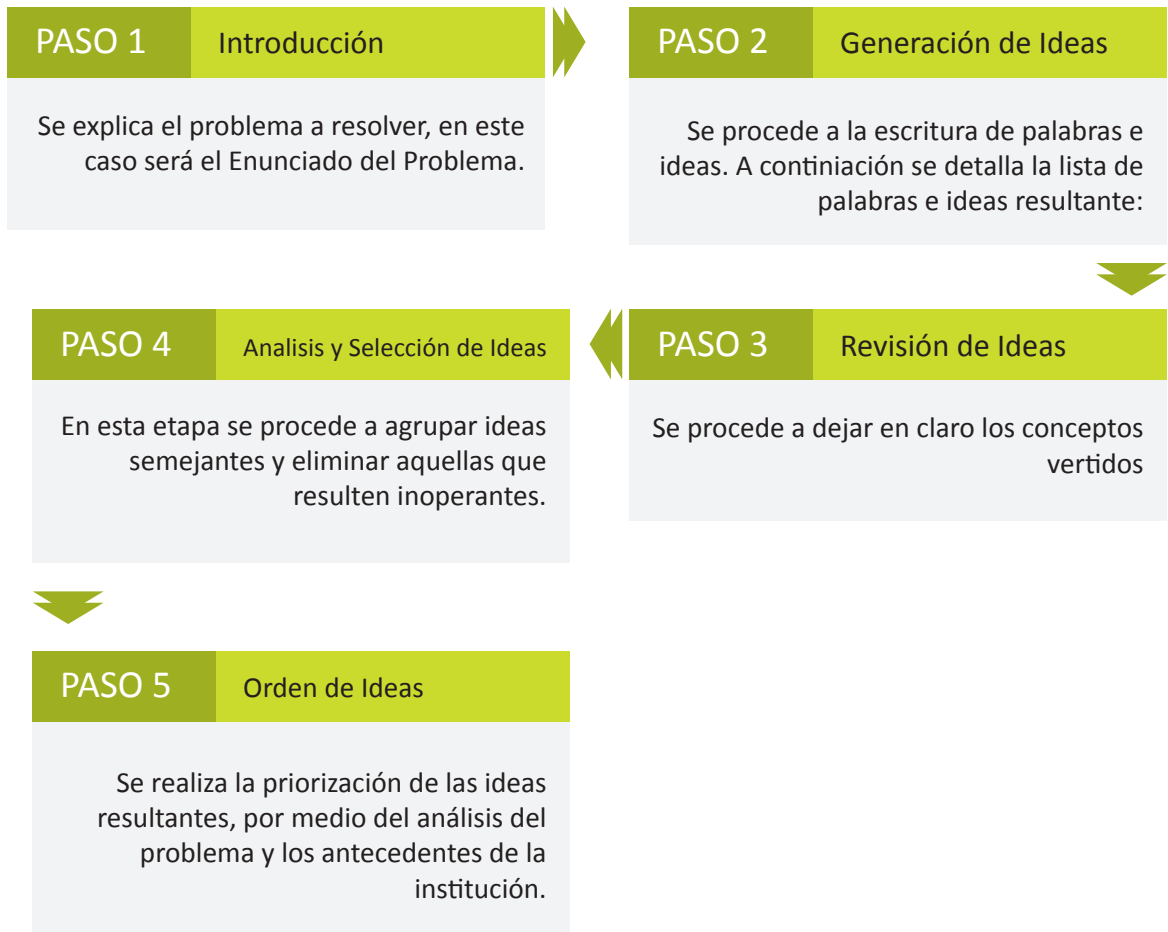 PASO 1
Introducción
Se explica el problema a resolver, en este
caso será el Enunciado del Problema.
PASO 2
Generación de Ideas
Se procede a la escritura de palabras e
ideas. A continiación se detalla la lista de
palabras e ideas resultante:
PASO 3
Revisión de Ideas
Se procede a dejar en claro los conceptos
vertidos
PASO 4
Analisis y Selección de Ideas
En esta etapa se procede a agrupar ideas
semejantes y eliminar aquellas que
resulten inoperantes.
PASO 5
Orden de Ideas
Se realiza la priorización de las ideas
resultantes, por medio del análisis del
problema y los antecedentes de la
institución.